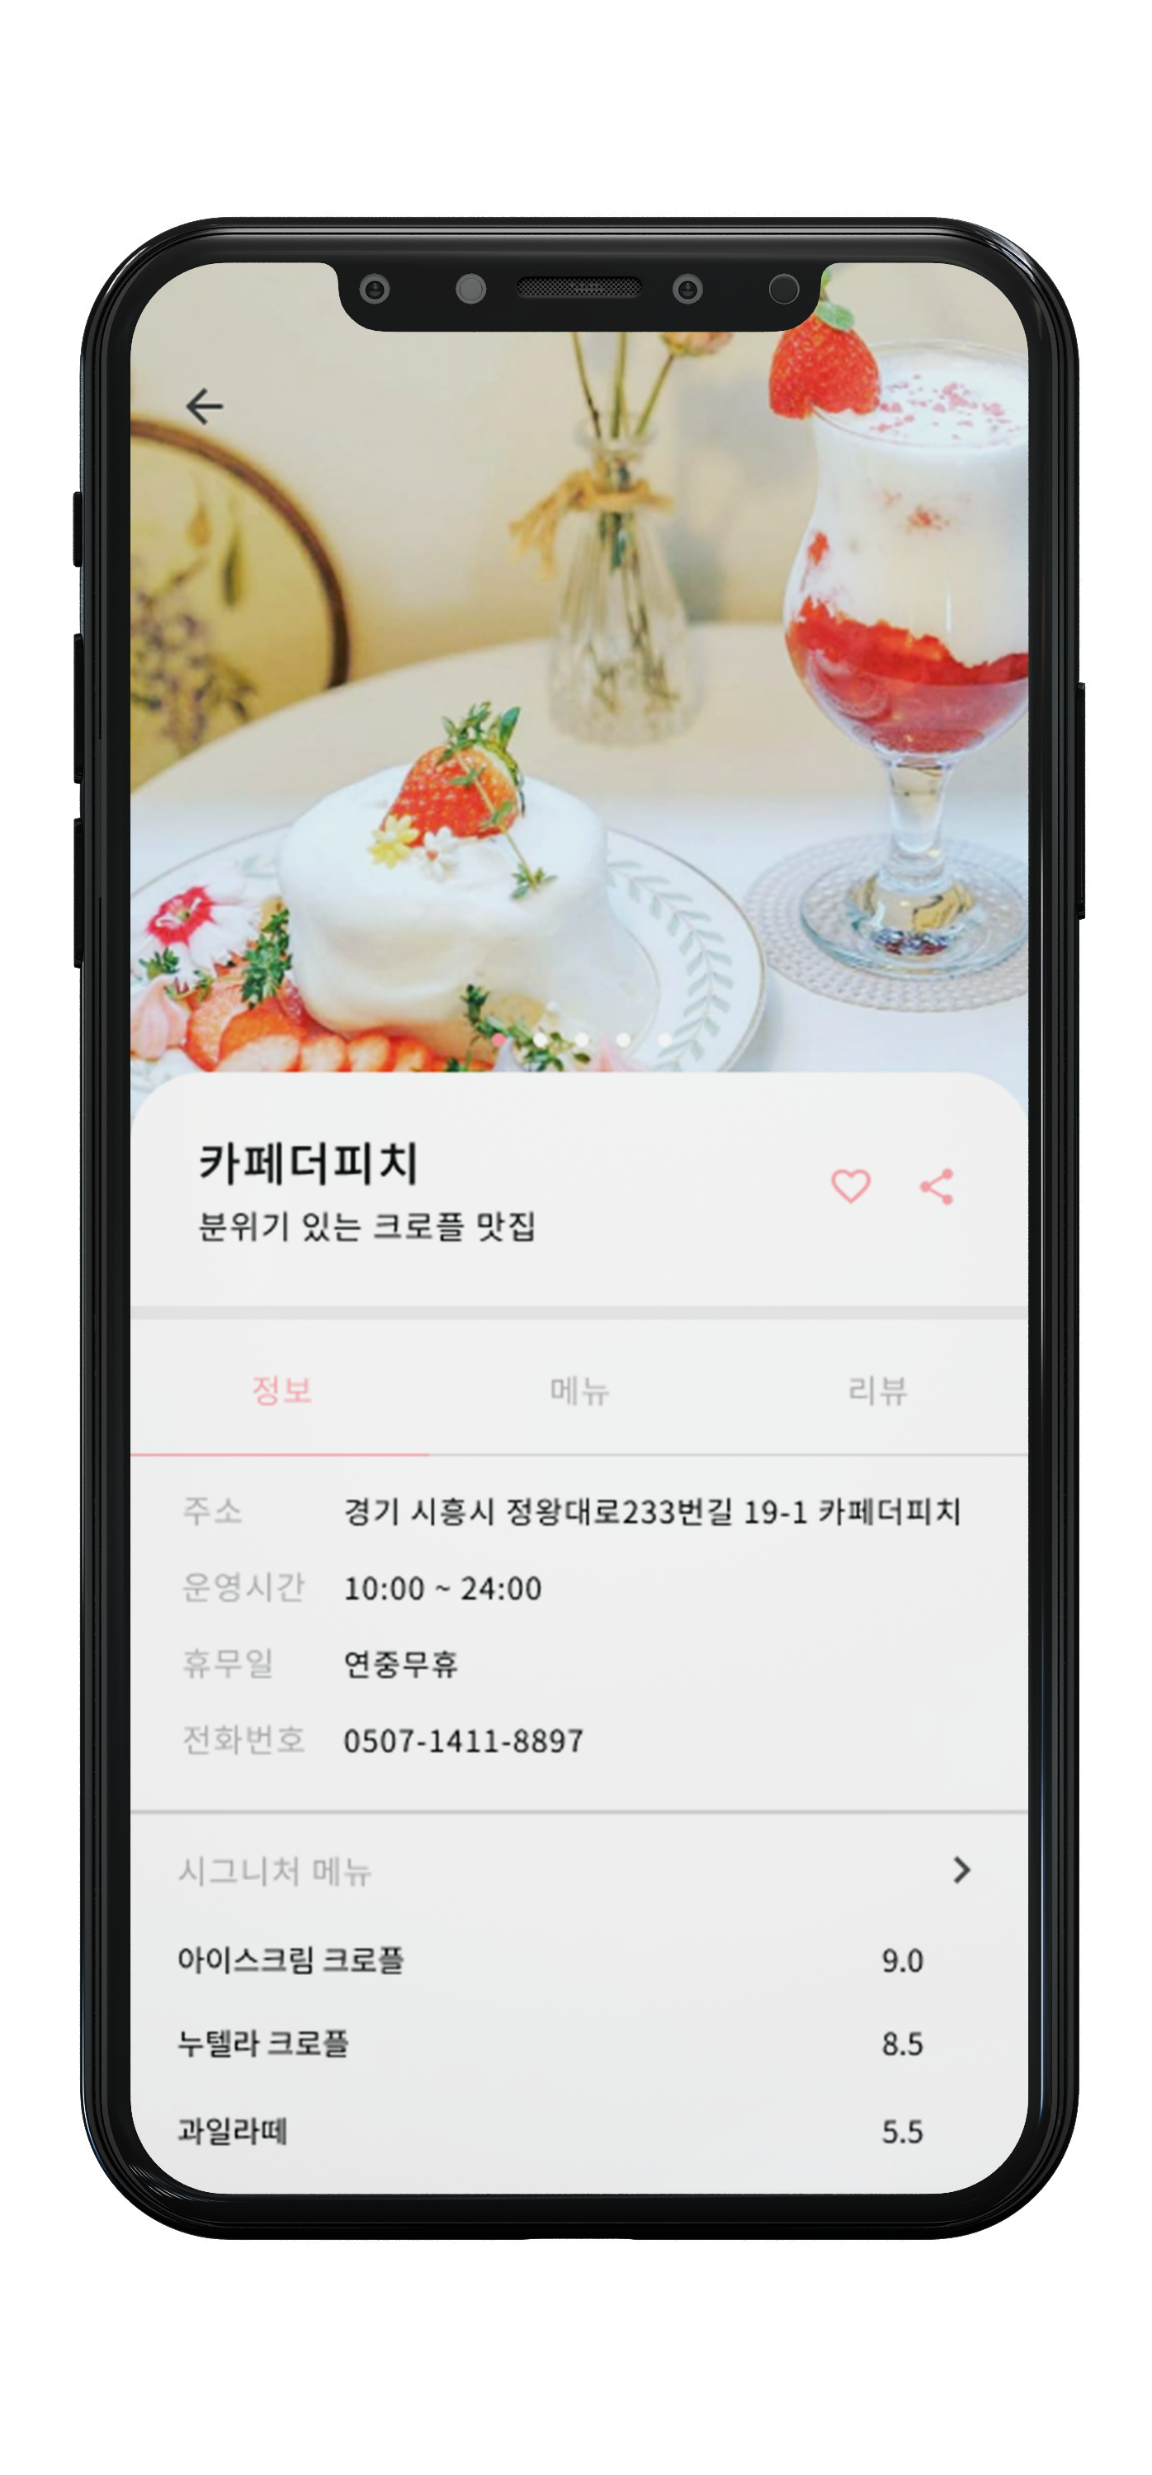 카페더피치
분위기 있는 크로플 맛집
정보 메뉴 리뷰
주소 경기 시흥시 정왕대로233번길 19-1 카페더피치
운영시간 10:00 ~ 24:00
휴무일 연중무휴
전화번호 0507-1411-8897
시그니처 메뉴
아이스크림 크로플 9.0
누텔라 크로플 8.5
과일라떼 5.5